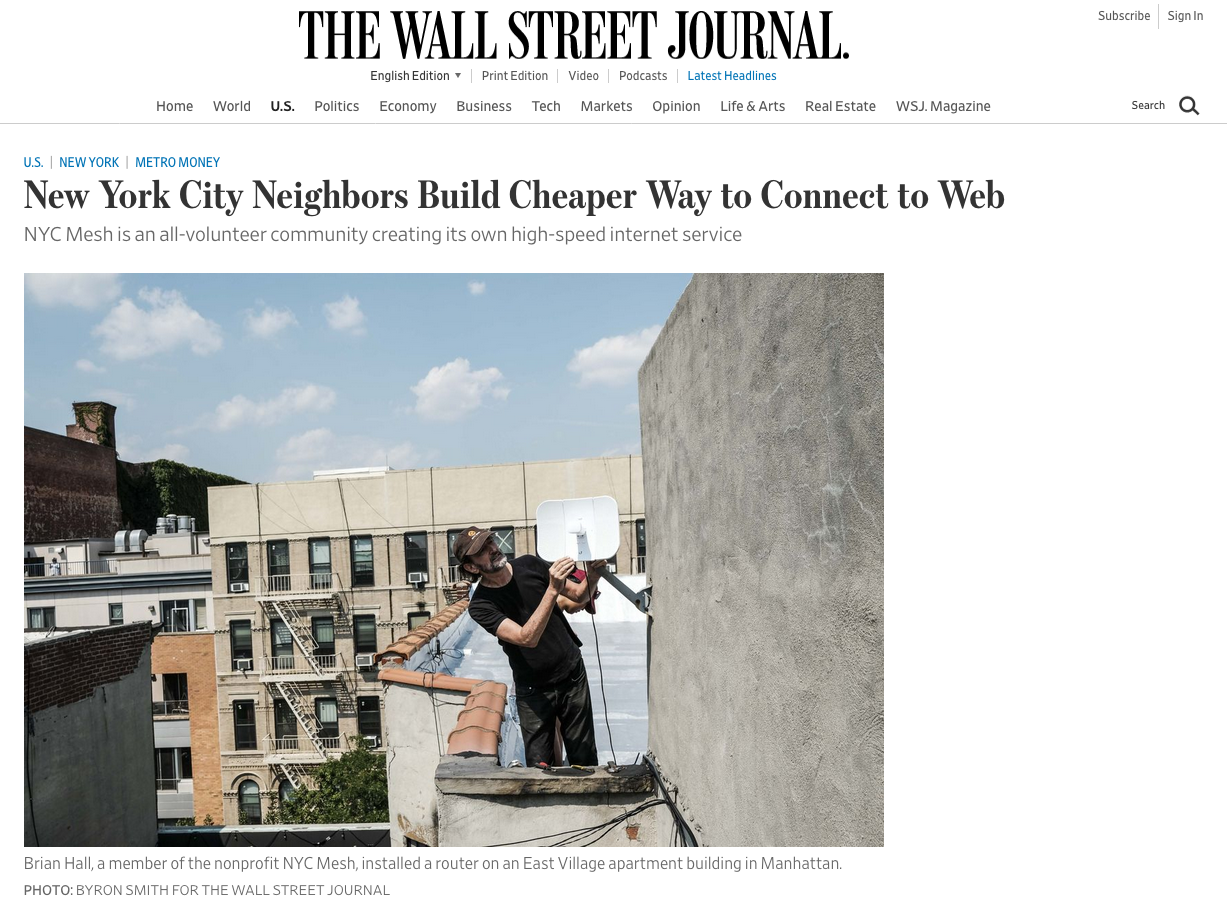 THE WALL STREET JOURNAL.
Subscribe Sign In
English Edition Print Edition Video Podcasts Latest Headlines
Home World U.S. Politics Economy Business Tech Markets Opinion Life & Arts Real Estate WSJ. Magazine Search
U.S. NEW YORK METRO MONEY
New York City Neighbors Build Cheaper Way to Connect to Web
NYC Mesh is an all-volunteer community creating its own high-speed internet service
Brian Hall, a member of the nonprofit NYC Mesh, installed a router on an East Village apartment building in Manhattan.
PHOTO: BYRON SMITH FOR THE WALL STREET JOURNAL